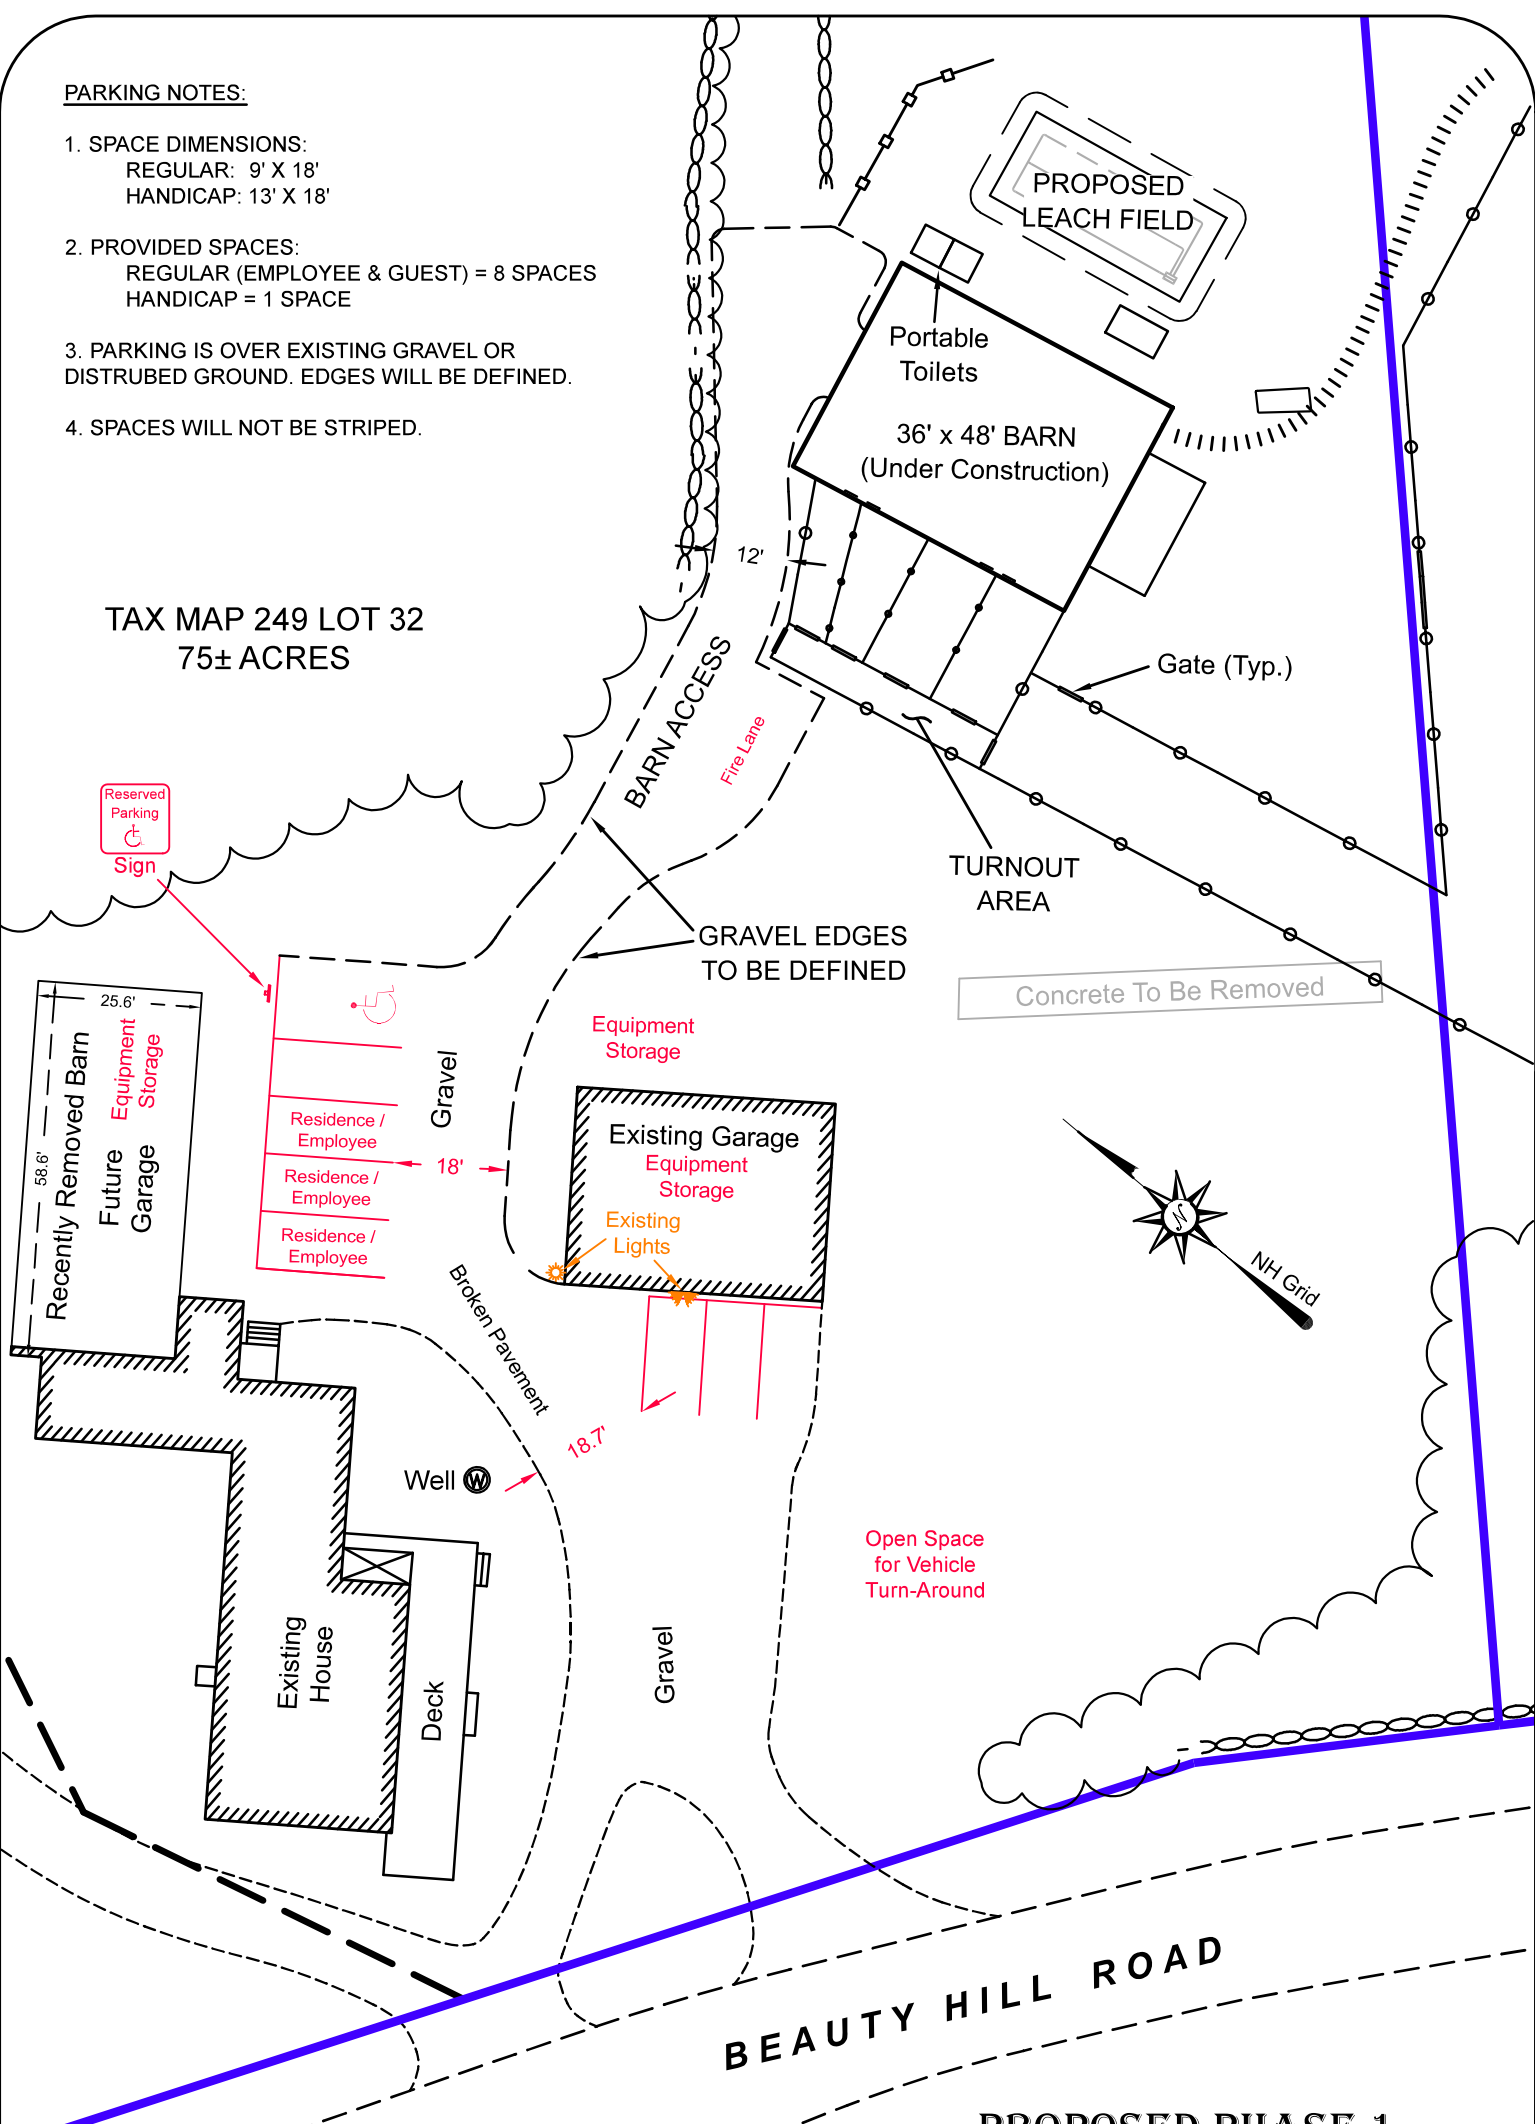 PARKING NOTES:
1. SPACE DIMENSIONS:
REGULAR: 9' X 18'
HANDICAP: 13' X 18'
2. PROVIDED SPACES:
REGULAR (EMPLOYEE & GUEST) = 8 SPACES
HANDICAP = 1 SPACE
3. PARKING IS OVER EXISTING GRAVEL OR
DISTRUBED GROUND. EDGES WILL BE DEFINED.
4. SPACES WILL NOT BE STRIPED.
PROPOSED
LEACH FIELD
Portable
Toilets
36' x 48' BARN
(Under Construction)
12'
TAX MAP 249 LOT 32
75± ACRES
Gate (Typ.)
BARN ACCESS
Fire Lane
Reserved
Parking
Sign
TURNOUT
AREA
GRAVEL EDGES
TO BE DEFINED
Concrete To Be Removed
25.6'
58.6'
Recently Removed Barn
Equipment
Storage
Future
Garage
Gravel
Equipment
Storage
Residence /
Employee
Residence /
Employee
Residence /
Employee
18'
Existing Garage
Equipment
Storage
Existing
Lights
N
NH Grid
Broken Pavement
18.7'
Well W
Open Space
for Vehicle
Turn-Around
Existing
House
Deck
Gravel
BEAUTY HILL ROAD
PROPOSED PHASE 1